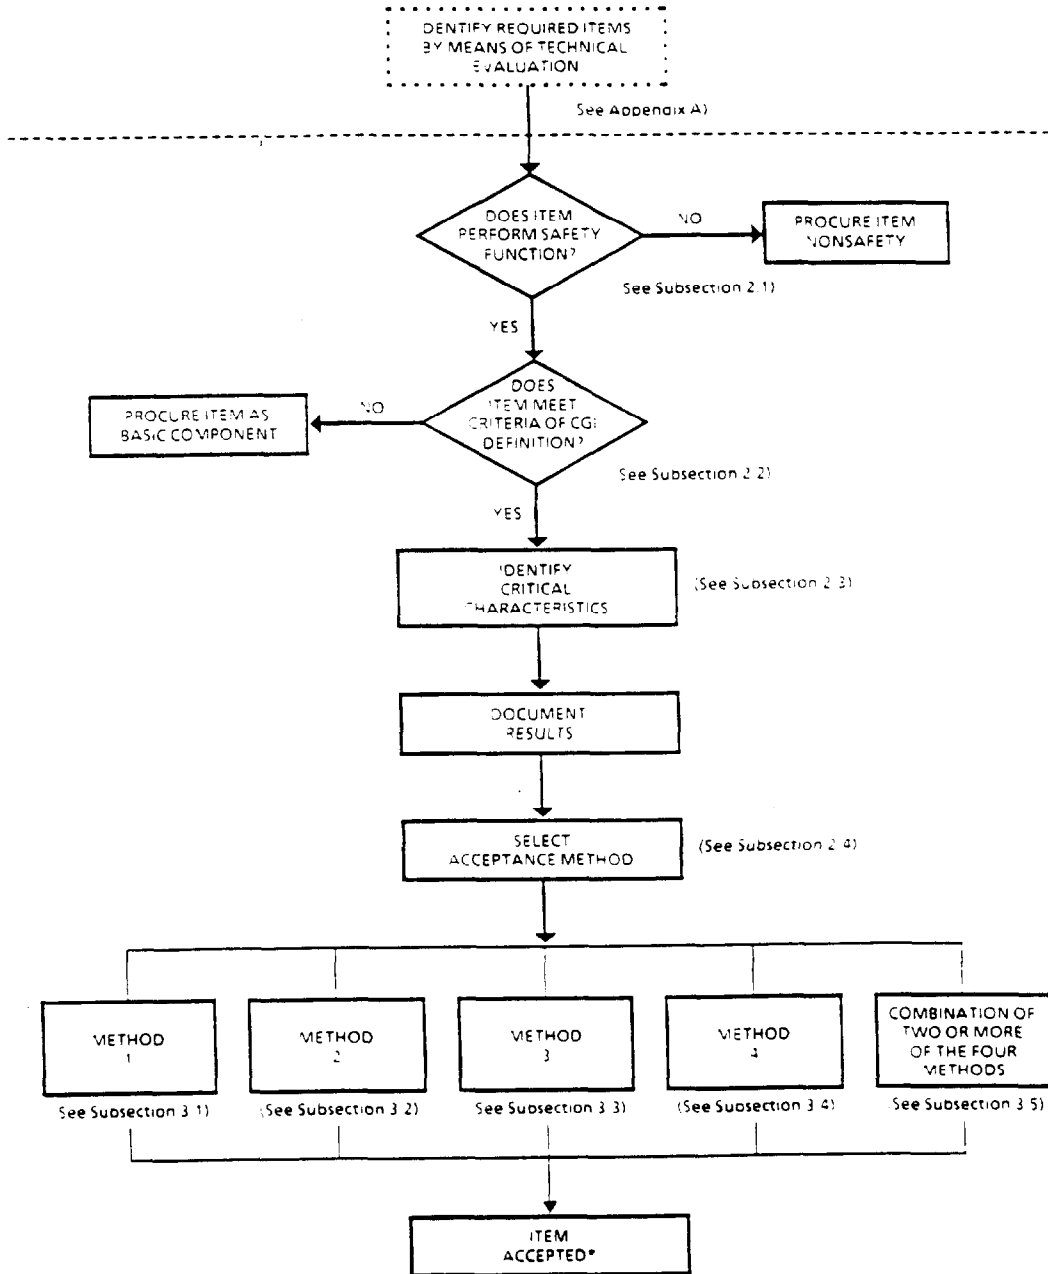 IDENTIFY REQUIRED ITEMS
BY MEANS OF TECHNICAL
EVALUATION
See Appendix A)
DOES ITEM
PERFORM SAFETY
FUNCTION?
NO
PROCURE ITEM
NONSAFETY
See Subsection 2.1)
YES
DOES
ITEM MEET
CRITERIA OF CGI
DEFINITION?
NO
PROCURE ITEM AS
BASIC COMPONENT
See Subsection 2.2)
YES
IDENTIFY
CRITICAL
CHARACTERISTICS
(See Subsection 2.3)
DOCUMENT
RESULTS
SELECT
ACCEPTANCE METHOD
(See Subsection 2.4)
METHOD
1
METHOD
2
METHOD
3
METHOD
4
COMBINATION OF
TWO OR MORE
OF THE FOUR
METHODS
See Subsection 3.1)
(See Subsection 3.2)
See Subsection 3.3)
(See Subsection 3.4)
(See Subsection 3.5)
ITEM
ACCEPTED*